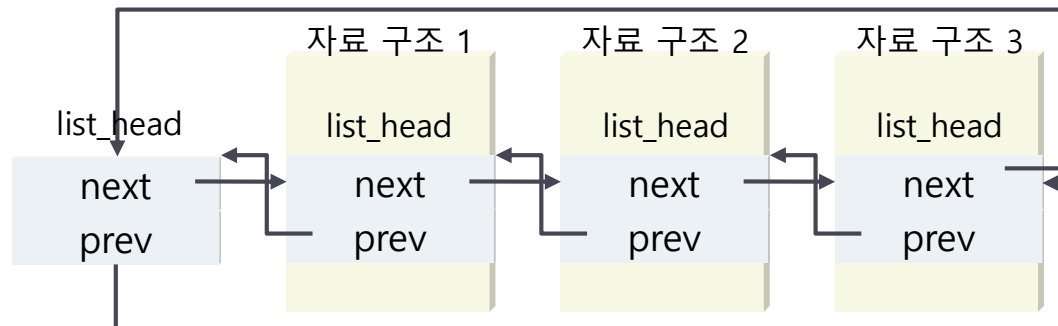 자료 구조 1
자료 구조 2
자료 구조 3
list_head
list_head
list_head
list_head
next
next
next
next
prev
prev
prev
prev